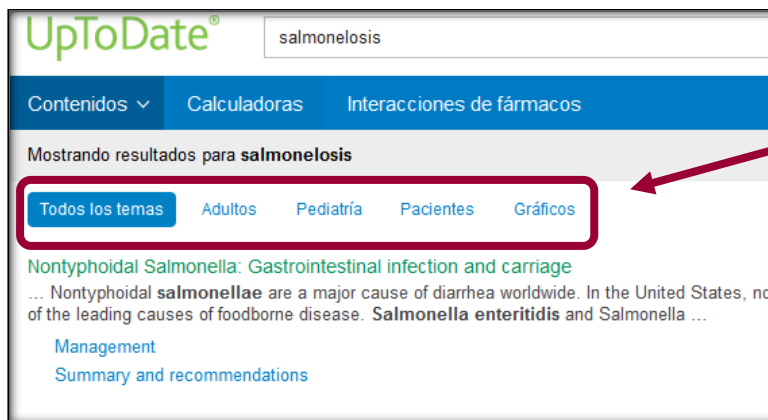 UpToDate®
salmonelosis
Contenidos Calculadoras Interacciones de fármacos
Mostrando resultados para salmonelosis
Todos los temas Adultos Pediatría Pacientes Gráficos
Nontyphoidal Salmonella: Gastrointestinal infection and carriage
... Nontyphoidal salmonellae are a major cause of diarrhea worldwide. In the United States,
of the leading causes of foodborne disease. Salmonella enteritidis and Salmonella ...
Management
Summary and recommendations